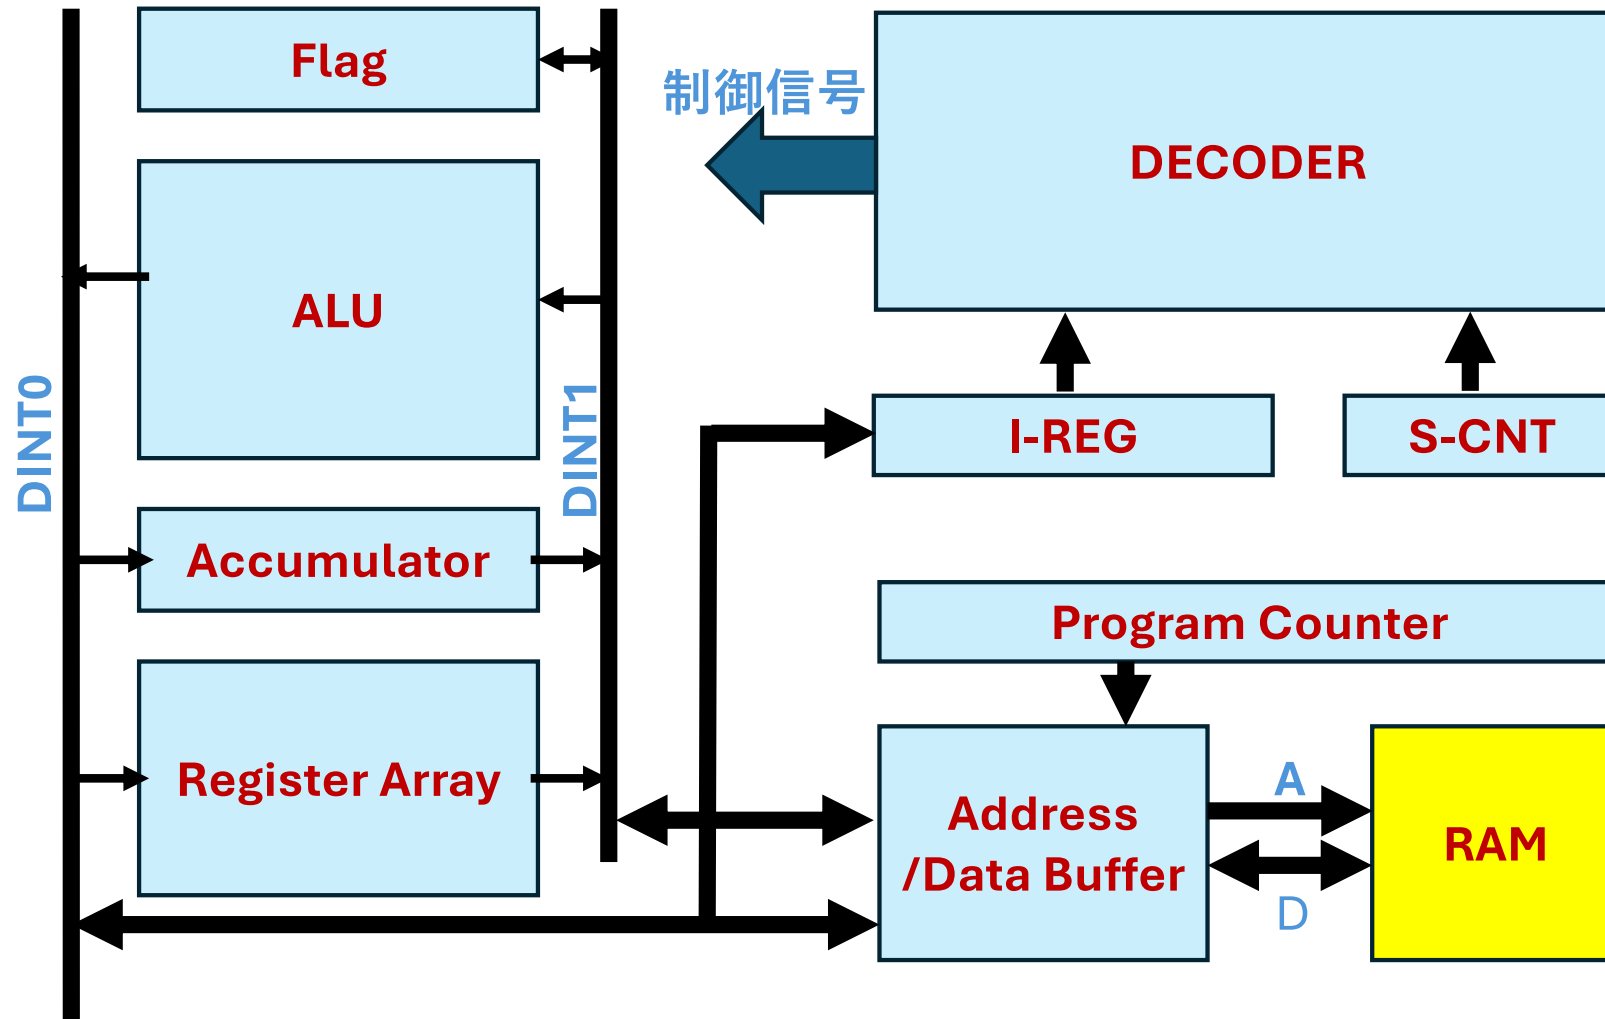 Flag
制御信号
DECODER
ALU
DINT0
DINT1
I-REG
S-CNT
Accumulator
Program Counter
Register Array
Address
/Data Buffer
A
D
RAM